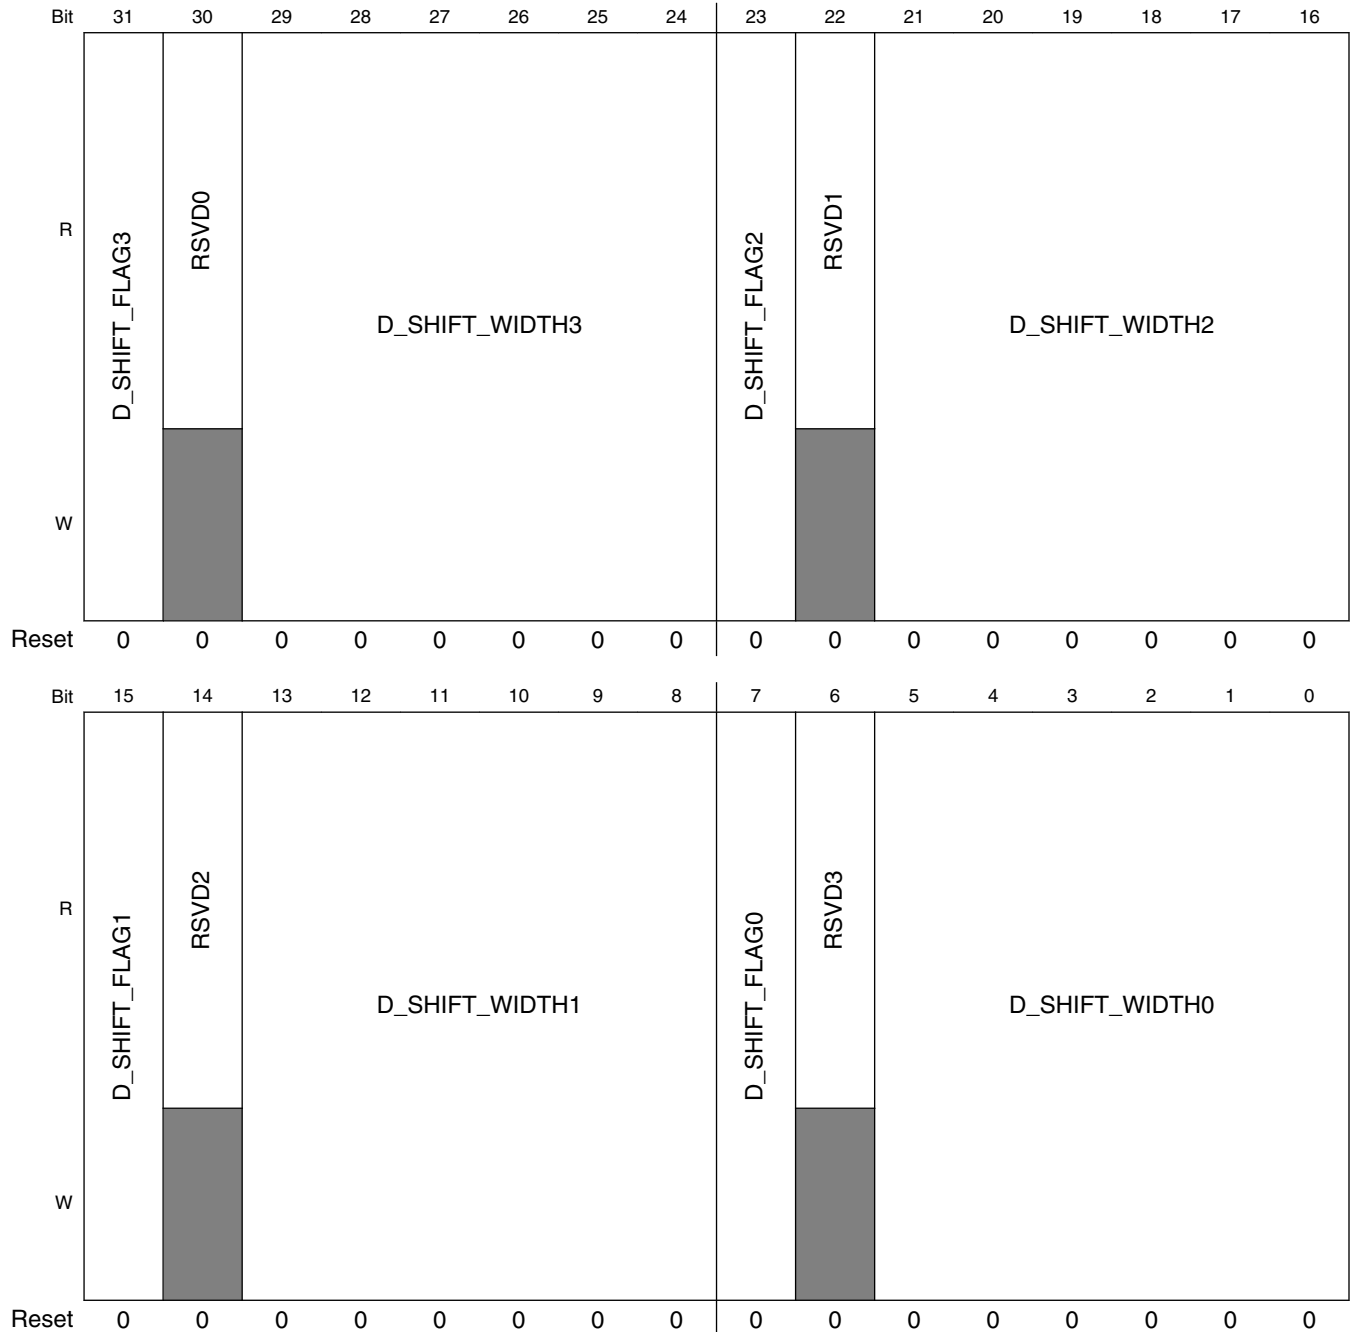 Bit 31 30 29 28 27 26 25 24 23 22 21 20 19 18 17 16
R
D_SHIFT_FLAG3
RSVD0
D_SHIFT_WIDTH3
D_SHIFT_FLAG2
RSVD1
D_SHIFT_WIDTH2
W
Reset 0 0 0 0 0 0 0 0 0 0 0 0 0 0 0 0
Bit 15 14 13 12 11 10 9 8 7 6 5 4 3 2 1 0
R
D_SHIFT_FLAG1
RSVD2
D_SHIFT_WIDTH1
D_SHIFT_FLAG0
RSVD3
D_SHIFT_WIDTH0
W
Reset 0 0 0 0 0 0 0 0 0 0 0 0 0 0 0 0